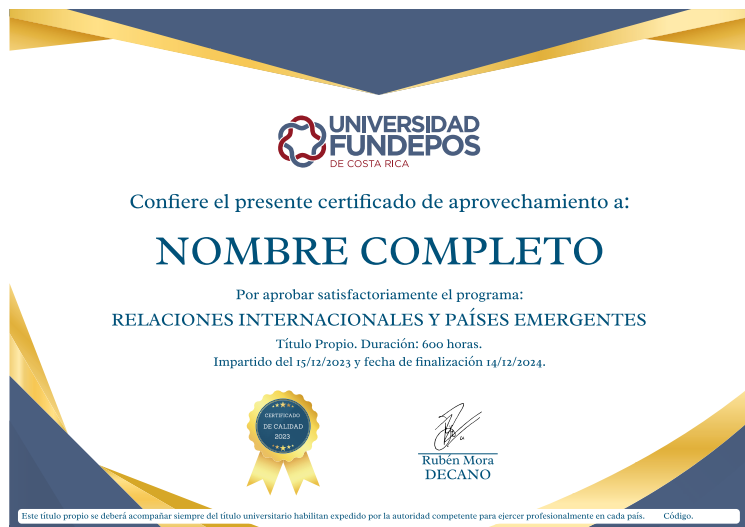 UNIVERSIDAD
FUNDEPOS
DE COSTA RICA
Confiere el presente certificado de aprovechamiento a:
NOMBRE COMPLETO
Por aprobar satisfactoriamente el programa:
RELACIONES INTERNACIONALES Y PAÍSES EMERGENTES
Título Propio. Duración: 600 horas.
Impartido del 15/12/2023 y fecha de finalización 14/12/2024.
CERTIFICADO
DE CALIDAD
2023
Rubén Mora
DECANO
Este título propio se deberá acompañar siempre del título universitario habilitan expedido por la autoridad competente para ejercer profesionalmente en cada país. Código.